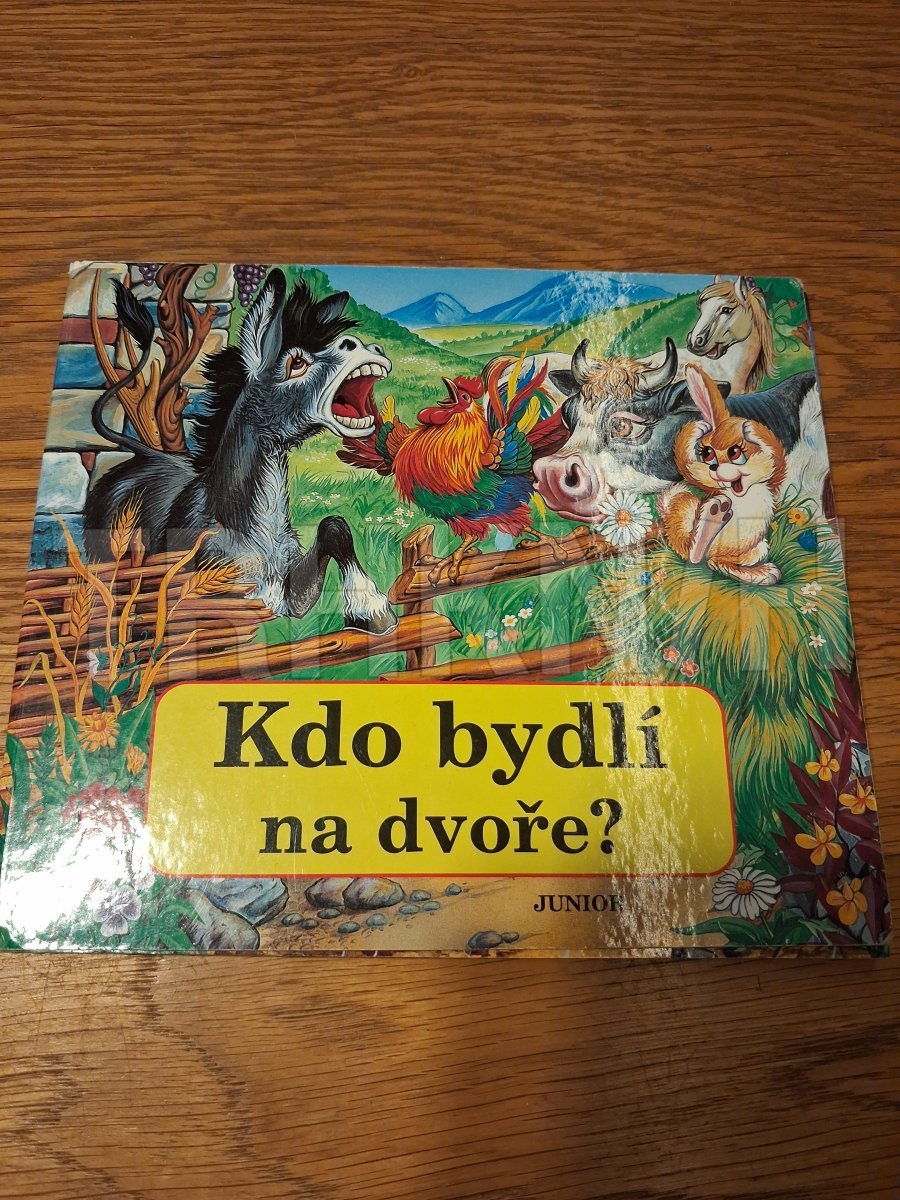 Kdo bydlí
na dvoře?
JUNIOR